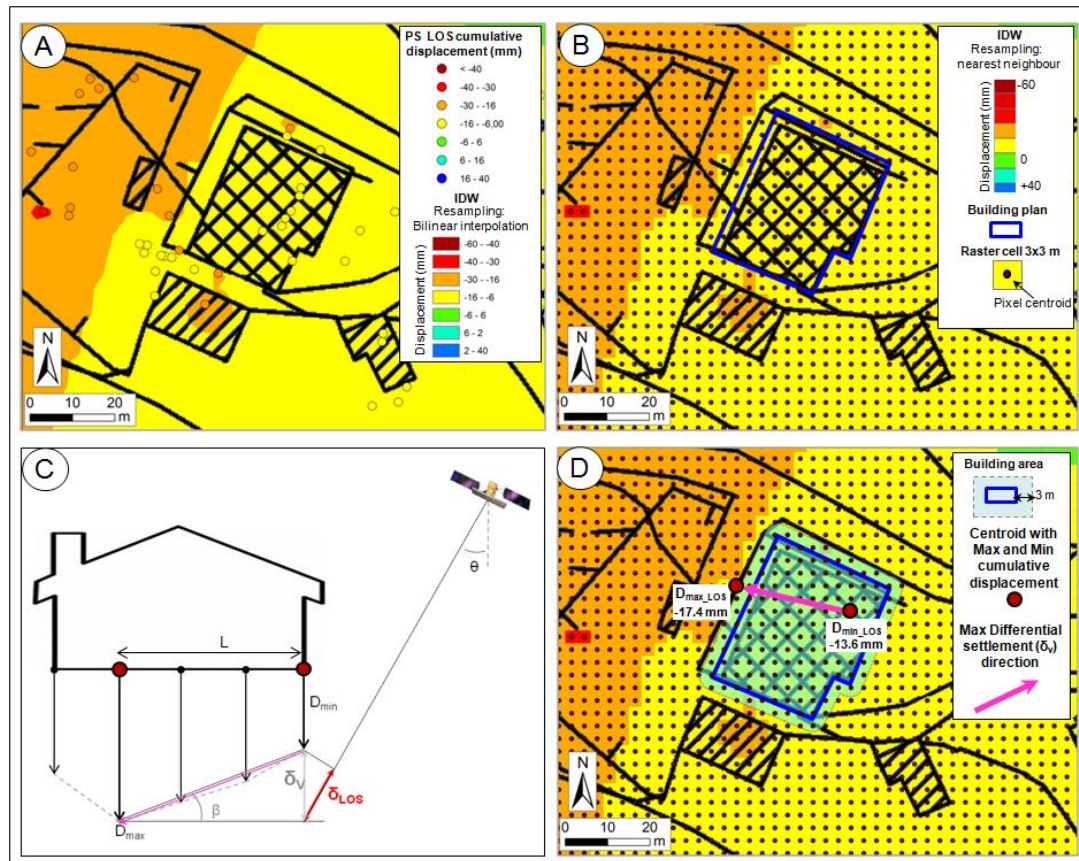 A
PS LOS cumulative
displacement (mm)
< -40
-40 - -30
-30 - -16
-16 - -6,00
-6 - 6
6 - 16
16 - 40
IDW
Resampling:
Bilinear interpolation
Displacement (mm)
-60 - -40
-40 - -30
-30 - -16
-16 - -6
-6 - 6
6 - 2
2 - 40
N
0 10 20
m
B
IDW
Resampling:
nearest neighbour
Displacement (mm)
-60
0
+40
Building plan
Raster cell 3x3 m
Pixel centroid
N
0 10 20
m
C
θ
L
Dmin
δV
δLOS
β
Dmax
D
Building area
3 m
Centroid with
Max and Min
cumulative
displacement
Max Differential
settlement (δv)
direction
Dmax_LOS
-17.4 mm
Dmin_LOS
-13.6 mm
N
0 10 20
m